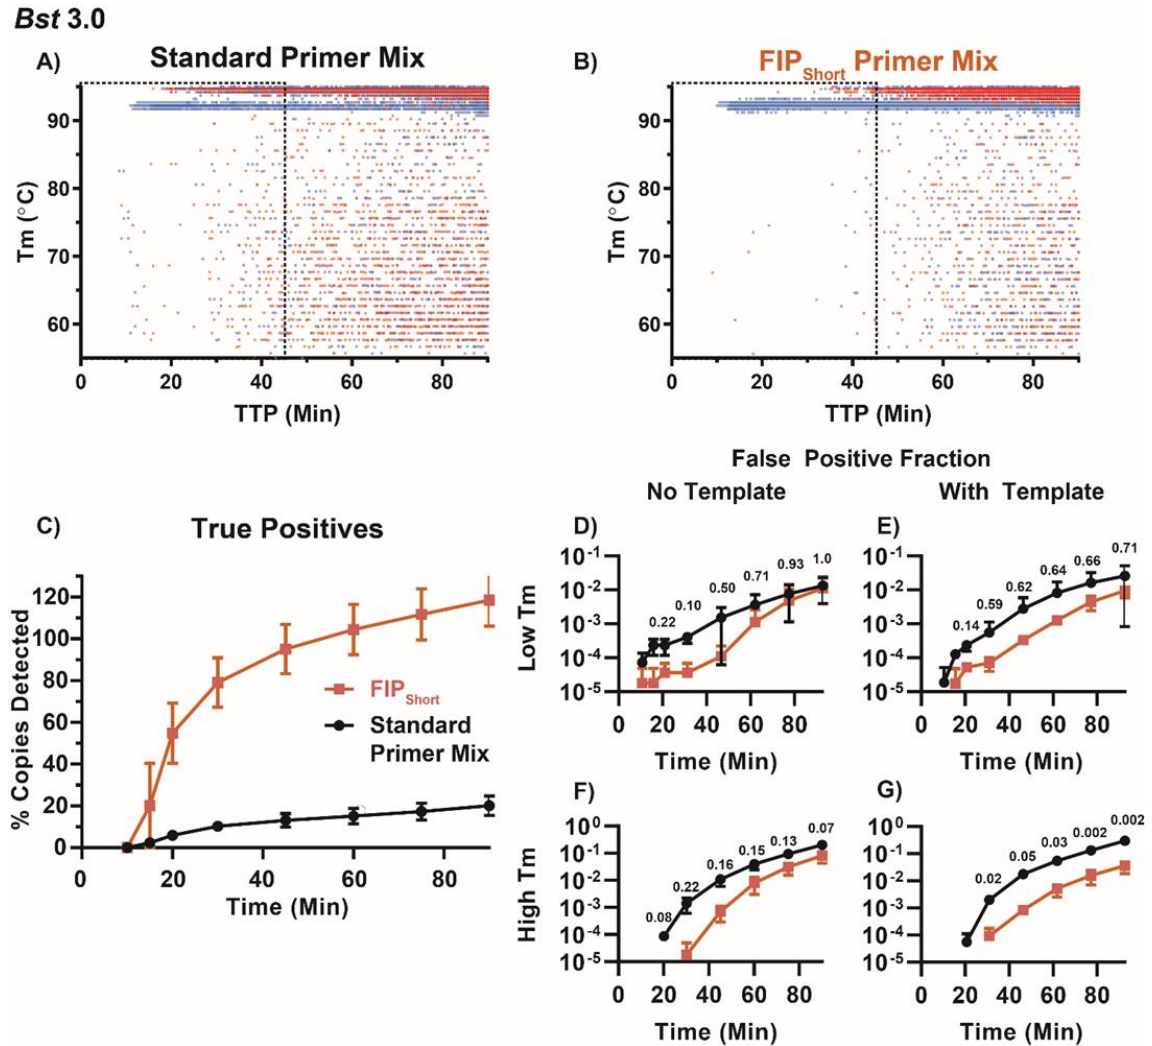 Bst 3.0
A) Standard Primer Mix
B) FIPShort Primer Mix
90
80
70
60
Tm (°C)
0 20 40 60 80
TTP (Min)
90
80
70
60
Tm (°C)
0 20 40 60 80
TTP (Min)
False Positive Fraction
No Template
With Template
C) True Positives
120
100
80
60
40
20
0
% Copies Detected
FIPShort
Standard
Primer Mix
0 20 40 60 80
Time (Min)
D)
Low Tm
10-1
10-2
10-3
10-4
10-5
0.22 0.10 0.50 0.71 0.93 1.0
0 20 40 60 80
Time (Min)
E)
10-1
10-2
10-3
10-4
10-5
0.14 0.59 0.62 0.64 0.66 0.71
0 20 40 60 80
Time (Min)
F)
High Tm
100
10-1
10-2
10-3
10-4
10-5
0.08 0.22 0.16 0.15 0.13 0.07
0 20 40 60 80
Time (Min)
G)
100
10-1
10-2
10-3
10-4
10-5
0.02 0.05 0.03 0.002 0.002
0 20 40 60 80
Time (Min)